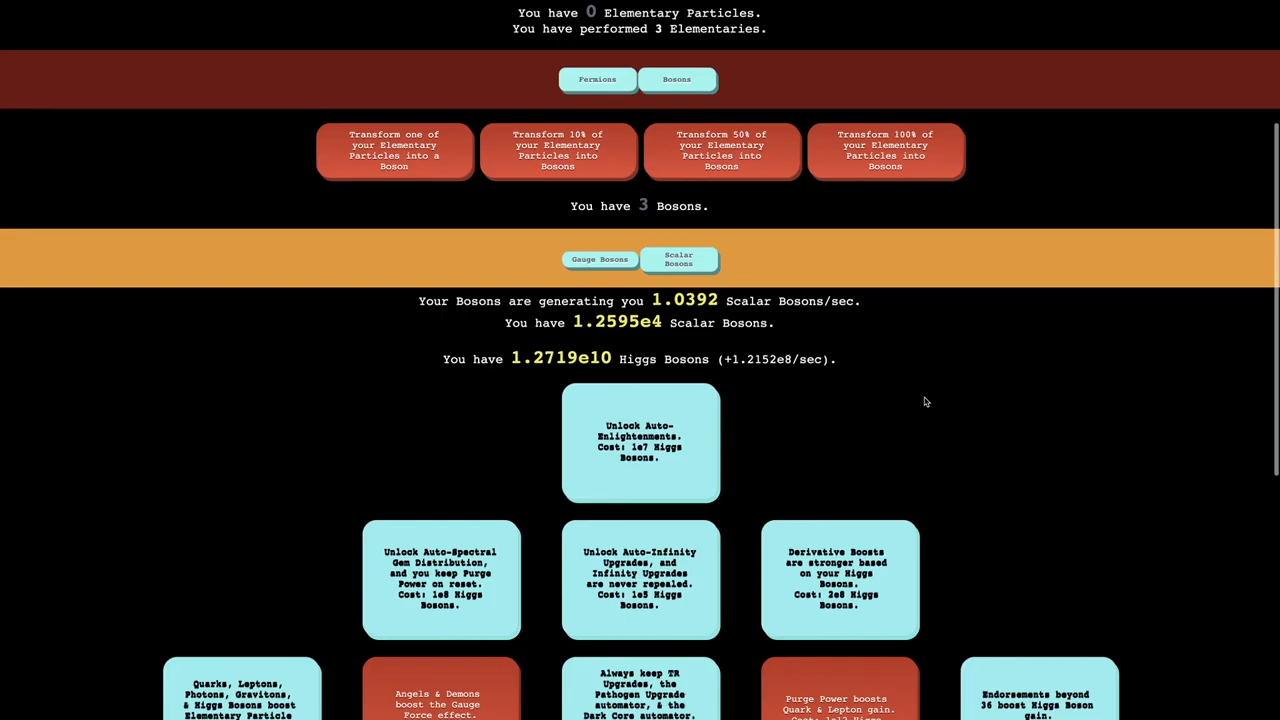 You have 0 Elementary Particles.
You have performed 3 Elementaries.
Fermions
Bosons
Transform one of
your Elementary
Particles into a
Boson
Transform 10% of
your Elementary
Particles into
Bosons
Transform 50% of
your Elementary
Particles into
Bosons
Transform 100% of
your Elementary
Particles into
Bosons
You have 3 Bosons.
Gauge Bosons
Scalar
Bosons
Your Bosons are generating you 1.0392 Scalar Bosons/sec.
You have 1.2595e4 Scalar Bosons.
You have 1.2719e10 Higgs Bosons (+1.2152e8/sec).
Unlock Auto-
Enlightenments.
Cost: 1e7 Higgs
Bosons.
Unlock Auto-Spectral
Gem Distribution,
and you keep Purge
Power on reset.
Cost: 1e8 Higgs
Bosons.
Unlock Auto-Infinity
Upgrades, and
Infinity Upgrades
are never repealed.
Cost: 1e5 Higgs
Bosons.
Derivative Boosts
are stronger based
on your Higgs
Bosons.
Cost: 2e8 Higgs
Bosons.
Quarks, Leptons,
Photons, Gravitons,
& Higgs Bosons boost
Elementary Particle
Angels & Demons
boost the Gauge
Force effect.
Always keep TR
Upgrades, the
Pathogen Upgrade
automator, & the
Dark Core automator.
Purge Power boosts
Quark & Lepton gain.
Cost: 1e12 Higgs
Endorsements beyond
36 boost Higgs Boson
gain.